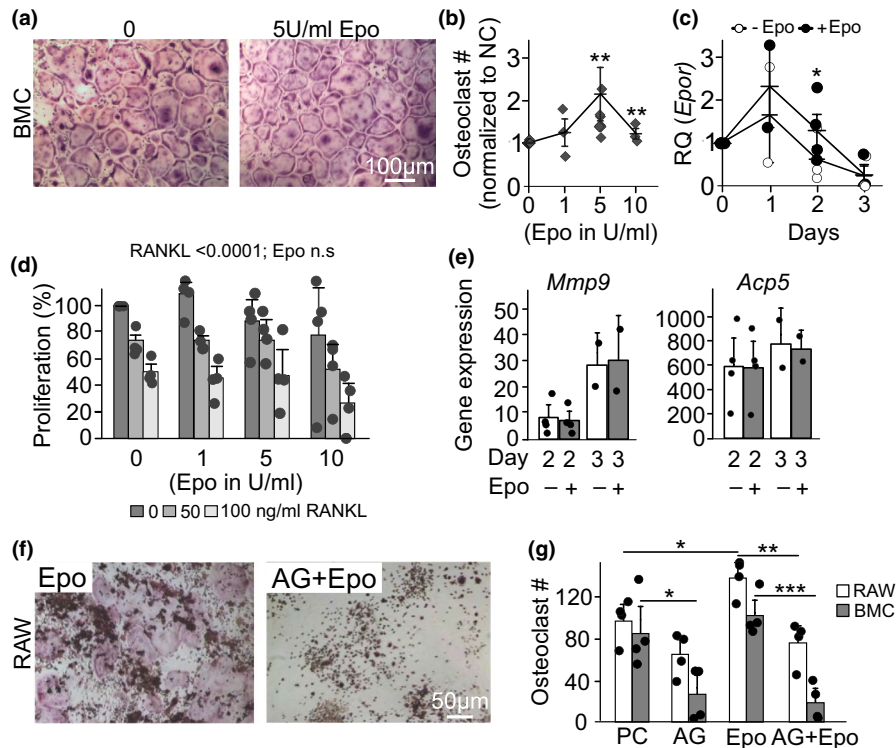 (a)
0
5U/ml Epo
BMC
100µm
(b)
Osteoclast #
(normalized to NC)
3
2
1
0
**
**
0 1 5 10
(Epo in U/ml)
(c)
- Epo +Epo
RQ (Epor)
3
2
1
0
*
0 1 2 3
Days
(d)
RANKL <0.0001; Epo n.s
Proliferation (%)
100
80
60
40
20
0
0 1 5 10
(Epo in U/ml)
0 50 100 ng/ml RANKL
(e)
Mmp9
Acp5
Gene expression
50
40
30
20
10
0
1000
800
600
400
200
0
Day 2 2 3 3
2 2 3 3
Epo – + – +
– + – +
(f)
Epo
AG+Epo
RAW
50µm
(g)
Osteoclast #
120
80
40
0
*
*
**
***
RAW
BMC
PC AG Epo AG+Epo